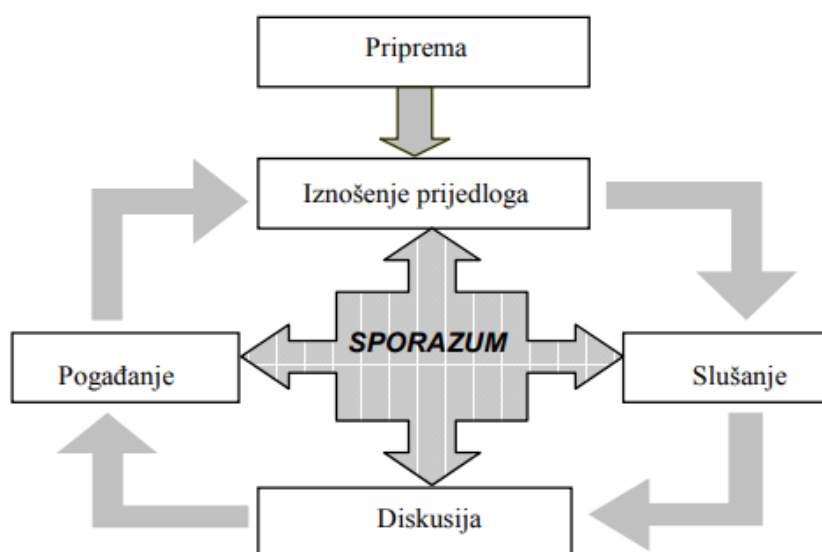 Priprema
Iznošenje prijedloga
SPORAZUM
Pogađanje
Slušanje
Diskusija